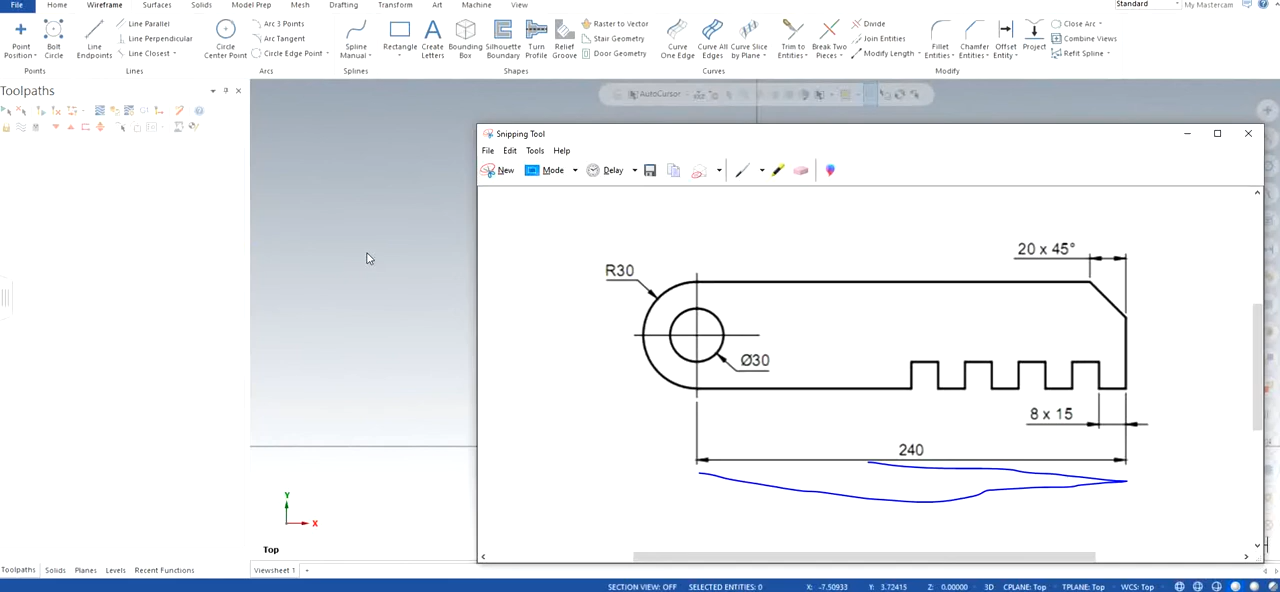 File Home Wireframe Surfaces Solids Model Prep Mesh Drafting Transform Art Machine View Standard My Mastercam
Point Position Bolt Circle Line Endpoints Line Parallel Line Perpendicular Line Closest Circle Center Point Arc 3 Points Arc Tangent Circle Edge Point Spline Manual Rectangle Create Letters Bounding Box Silhouette Boundary Turn Profile Relief Groove Raster to Vector Stair Geometry Door Geometry Curve One Edge Curve All Edges Curve Slice by Plane Trim to Entities Break Two Pieces Divide Join Entities Modify Length Fillet Entities Chamfer Entities Offset Entity Project Close Arc Combine Views Refit Spline
Points Lines Arcs Splines Shapes Curves Modify
Toolpaths
AutoCursor
Snipping Tool
File Edit Tools Help
New Mode Delay
20 x 45°
R30
Ø30
8 x 15
240
Y
X
Top
Toolpaths Solids Planes Levels Recent Functions Viewsheet 1 +
SECTION VIEW: OFF SELECTED ENTITIES: 0 X: -7.50933 Y: 3.72415 Z: 0.00000 3D CPLANE: Top TPLANE: Top WCS: Top